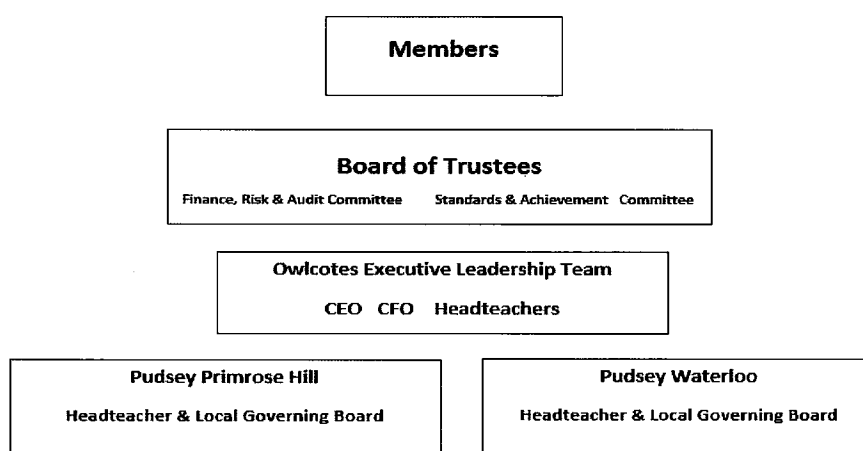 Members
Board of Trustees
Finance, Risk & Audit Committee Standards & Achievement Committee
Owlcotes Executive Leadership Team
CEO CFO Headteachers
Pudsey Primrose Hill
Headteacher & Local Governing Board
Pudsey Waterloo
Headteacher & Local Governing Board